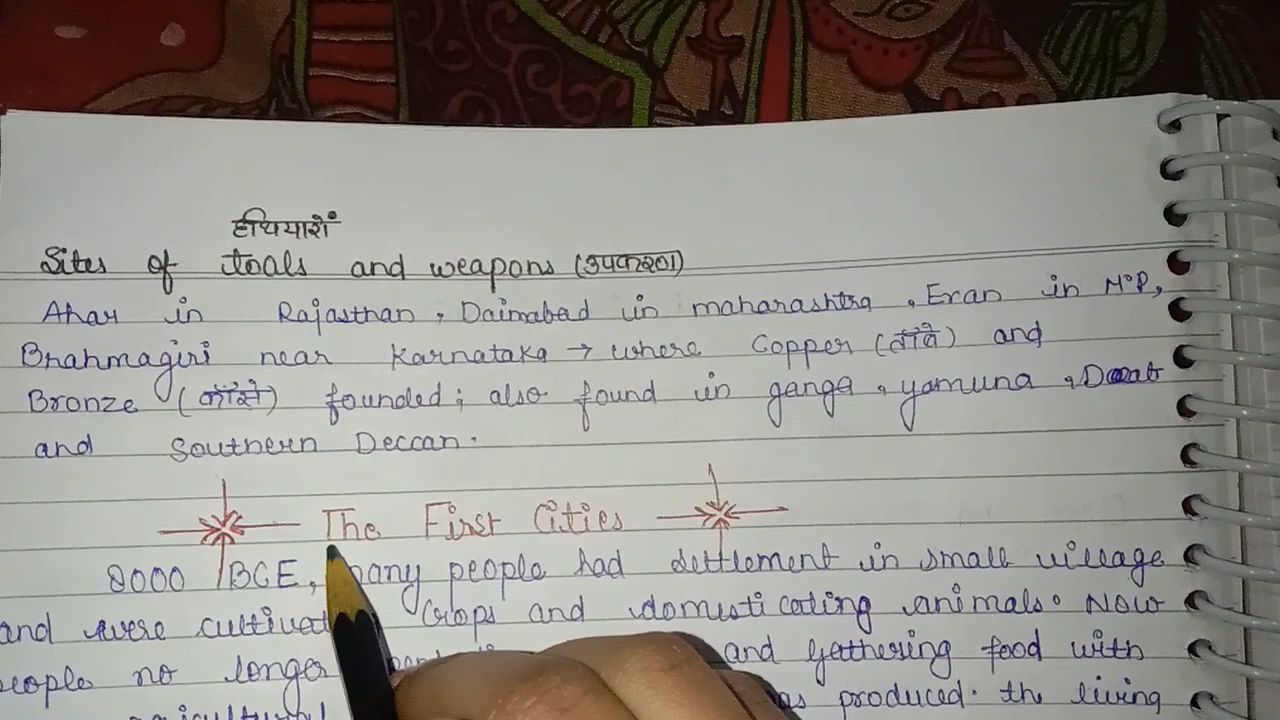 हथियारों
Sites of toals and weapons (उपकरण)
Ahar in Rajasthan, Daimabad in maharashtra, Eran in M°P,
Brahmagiri near Karnataka → where Copper (तांबे) and
Bronze (काँसे) founded; also found in ganga, yamuna, Doab
and Southern Deccan.
The First Cities
8000 BCE, many people had settlement in small village
and were Crops and domesticating animals. Now
people no longer and gathering food with
produced. the living